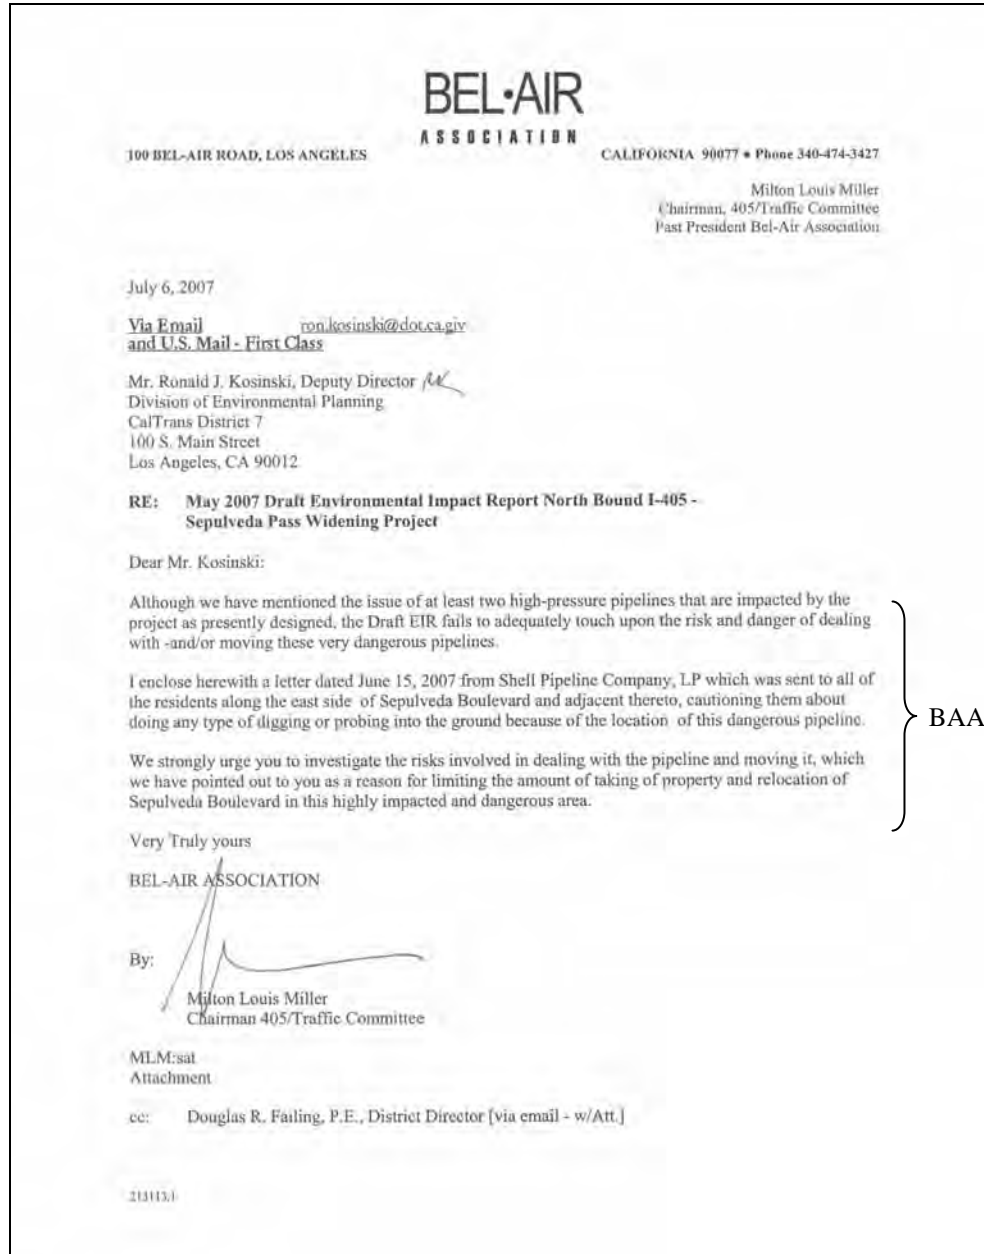 BEL•AIR
ASSOCIATION
100 BEL-AIR ROAD, LOS ANGELES
CALIFORNIA 90077 • Phone 340-474-3427
Milton Louis Miller
Chairman, 405/Traffic Committee
Past President Bel-Air Association
July 6, 2007
Via Email ron.kosinski@dot.ca.giv
and U.S. Mail - First Class
Mr. Ronald J. Kosinski, Deputy Director
Division of Environmental Planning
CalTrans District 7
100 S. Main Street
Los Angeles, CA 90012
RE: May 2007 Draft Environmental Impact Report North Bound I-405 -
Sepulveda Pass Widening Project
Dear Mr. Kosinski:
Although we have mentioned the issue of at least two high-pressure pipelines that are impacted by the
project as presently designed, the Draft EIR fails to adequately touch upon the risk and danger of dealing
with -and/or moving these very dangerous pipelines.
I enclose herewith a letter dated June 15, 2007 from Shell Pipeline Company, LP which was sent to all of
the residents along the east side of Sepulveda Boulevard and adjacent thereto, cautioning them about
doing any type of digging or probing into the ground because of the location of this dangerous pipeline.
BAA
We strongly urge you to investigate the risks involved in dealing with the pipeline and moving it, which
we have pointed out to you as a reason for limiting the amount of taking of property and relocation of
Sepulveda Boulevard in this highly impacted and dangerous area.
Very Truly yours
BEL-AIR ASSOCIATION
By:
Milton Louis Miller
Chairman 405/Traffic Committee
MLM:sat
Attachment
cc: Douglas R. Failing, P.E., District Director [via email - w/Att.]
213113.1